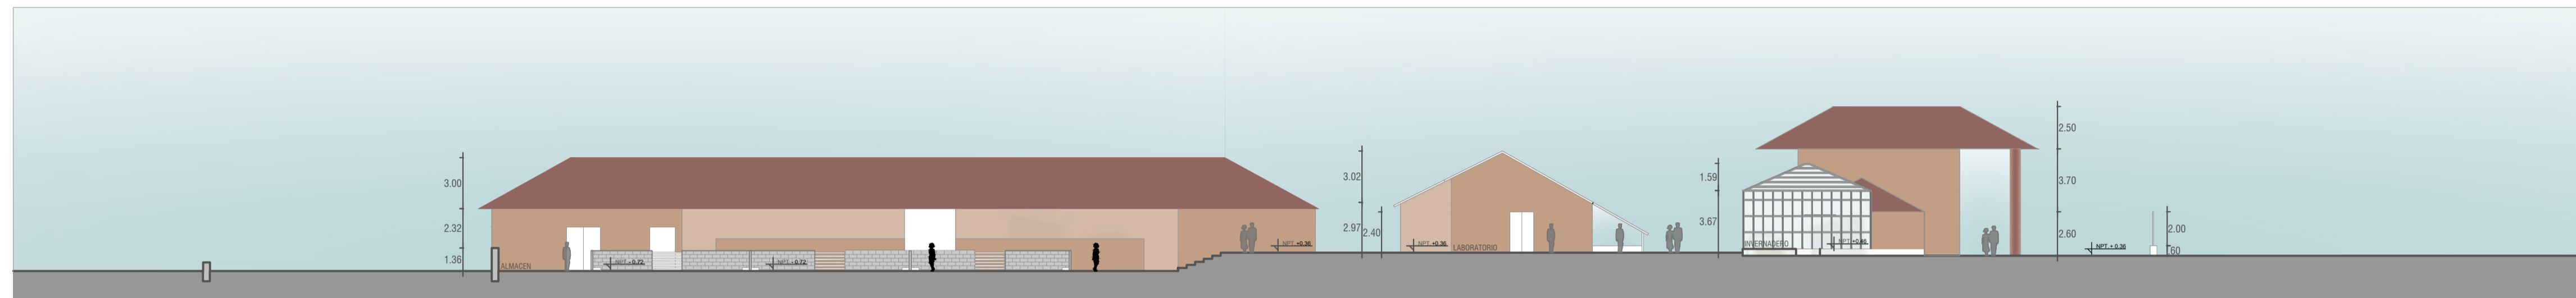 3.00
2.32
1.36
ALMACEN
NPT. - 0.72
NPT. - 0.72
NPT. +0.36
3.02
2.97
2.40
NPT. +0.36
LABORATORIO
1.59
3.67
INVERNADERO
2.50
3.70
2.60
NPT. + 0.36
2.00
.60